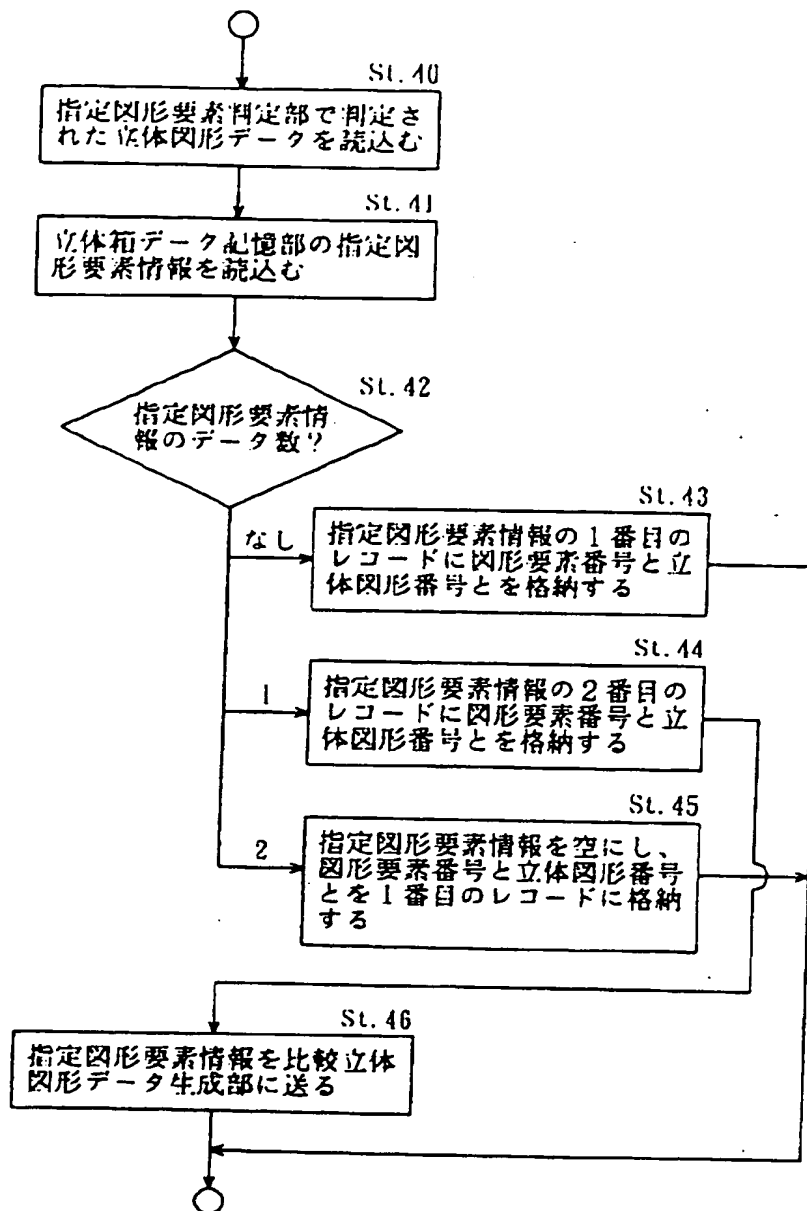 St.40
指定図形要素判定部で判定さ
れた立体図形データを読込む
St.41
立体箱データ記憶部の指定図
形要素情報を読込む
St.42
指定図形要素情
報のデータ数?
St.43
なし
指定図形要素情報の1番目の
レコードに図形要素番号と立
体図形番号とを格納する
St.44
1
指定図形要素情報の2番目の
レコードに図形要素番号と立
体図形番号とを格納する
St.45
2
指定図形要素情報を空にし、
図形要素番号と立体図形番号
とを1番目のレコードに格納
する
St.46
指定図形要素情報を比較立体
図形データ生成部に送る